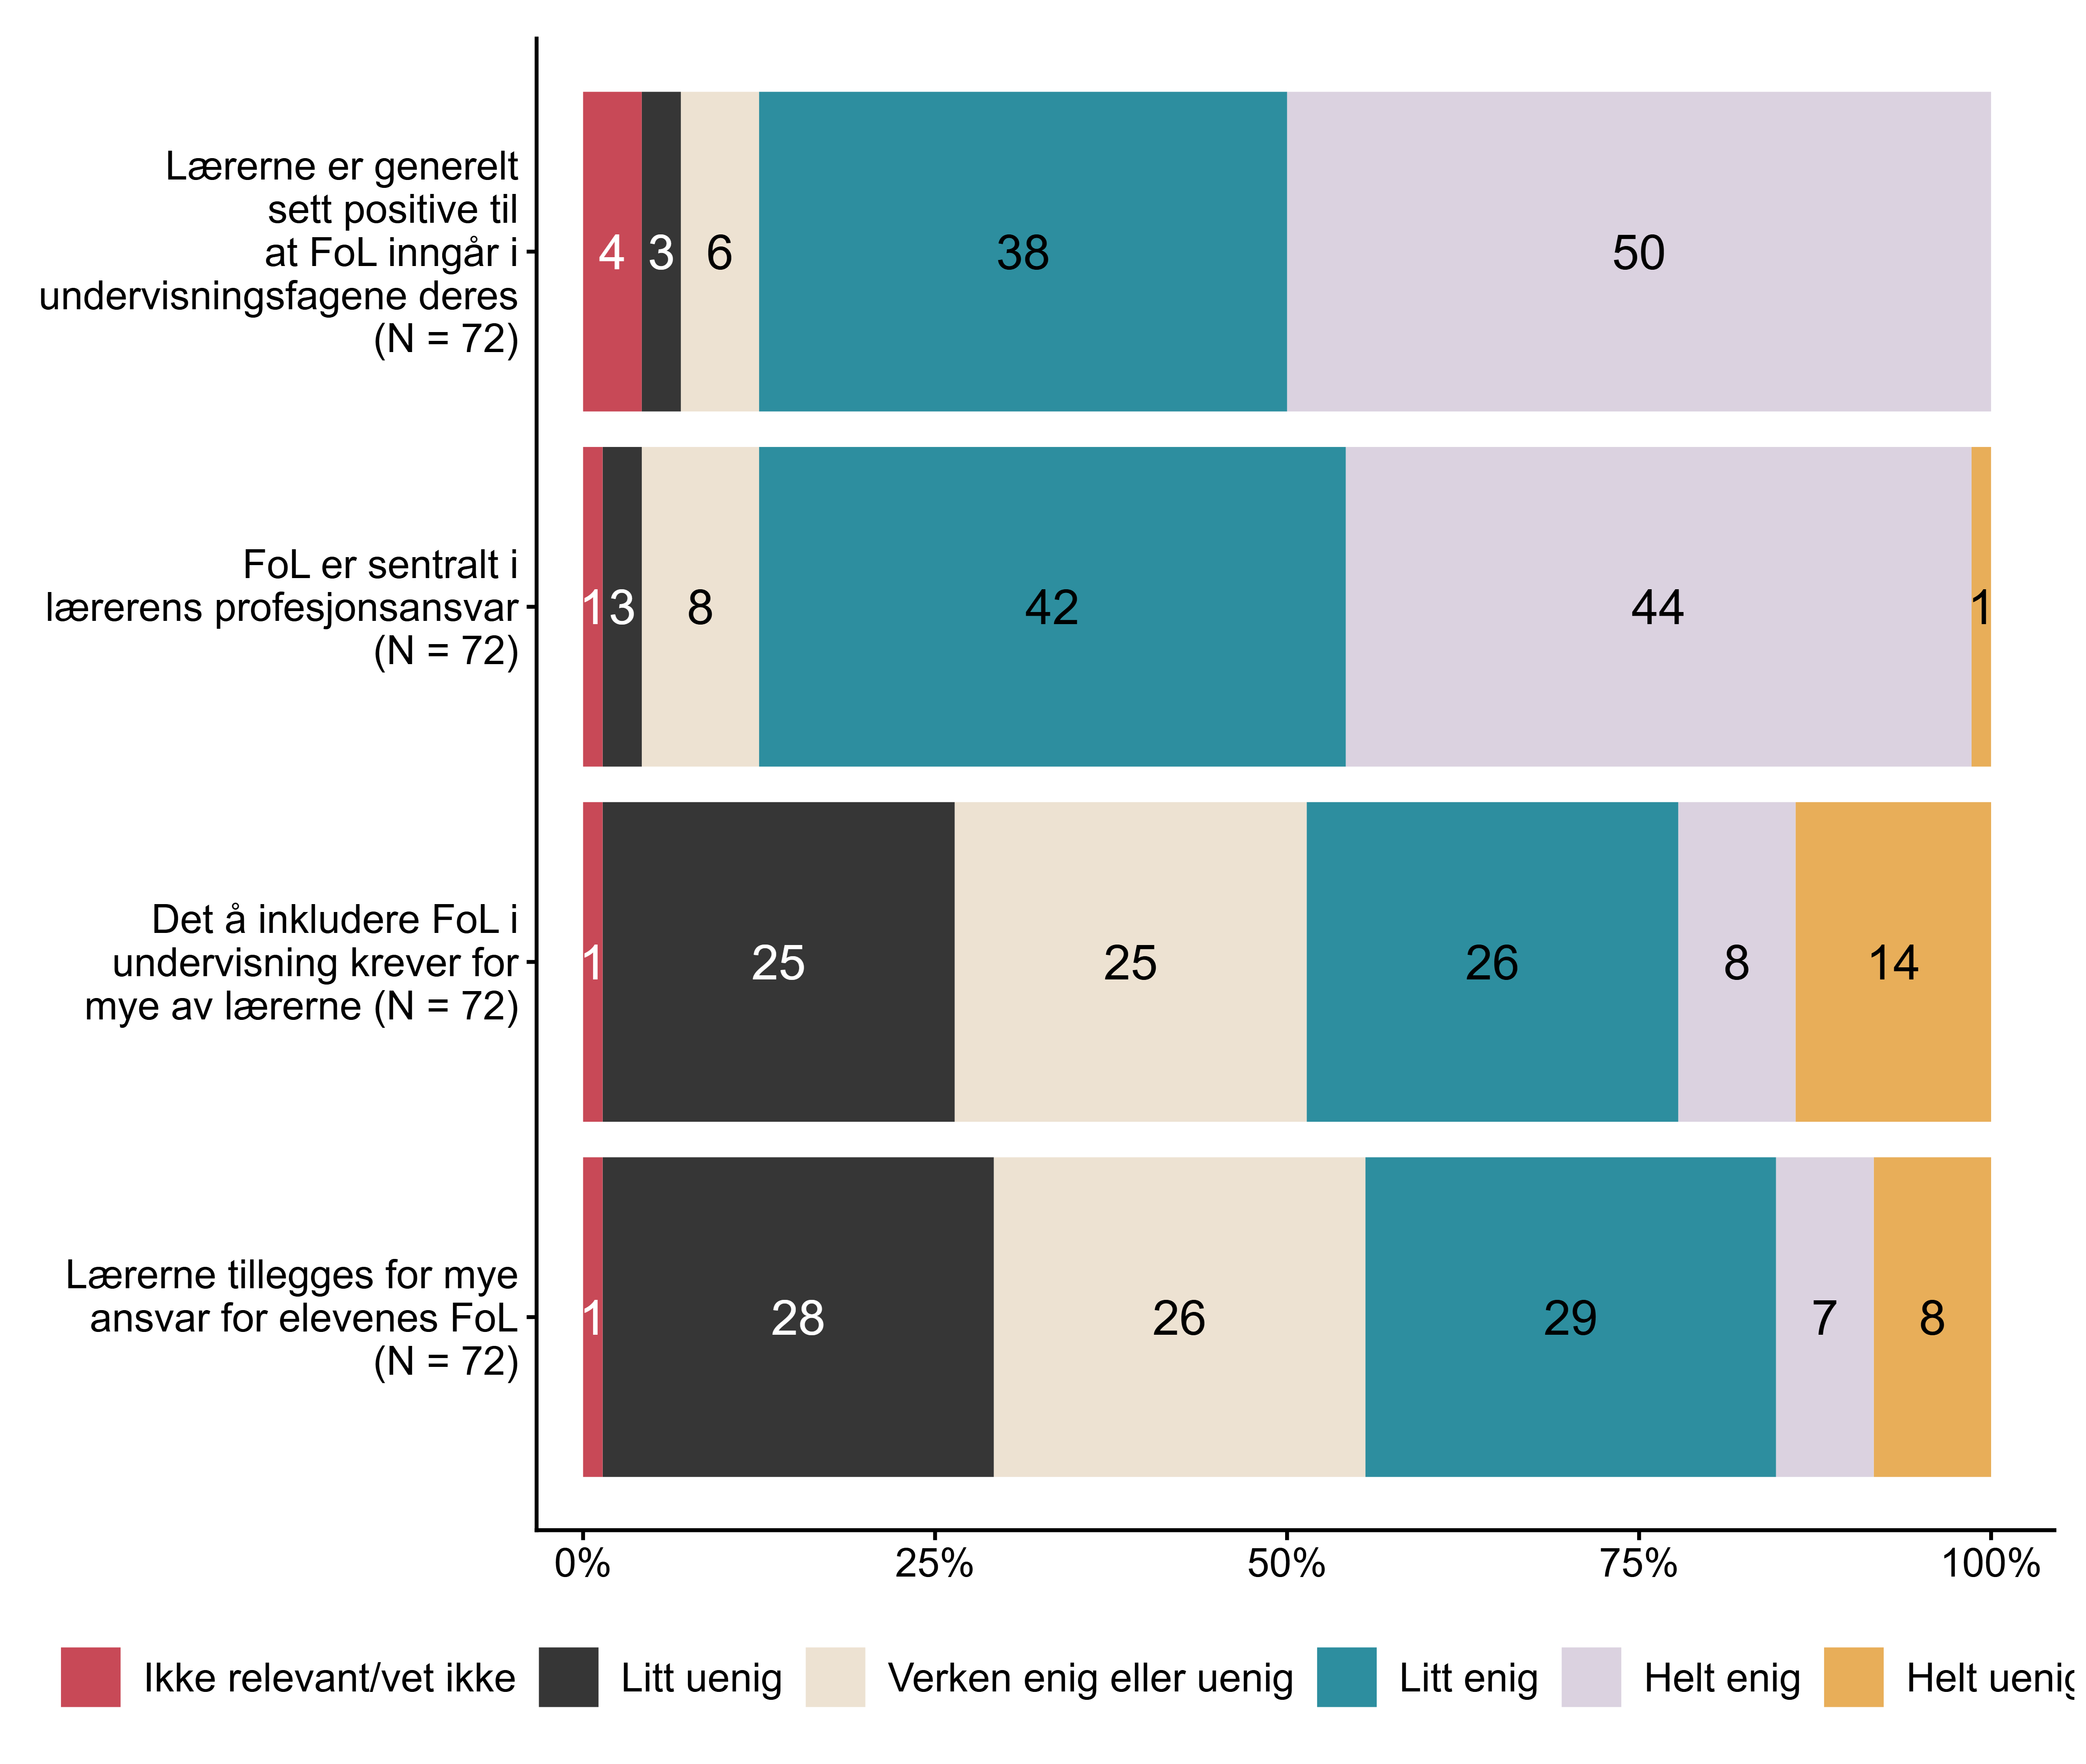 Lærerne er generelt
sett positive til
at FoL inngår i
undervisningsfagene deres
(N = 72)
4 3 6 38 50
FoL er sentralt i
lærerens profesjonsansvar
(N = 72)
1 3 8 42 44 1
Det å inkludere FoL i
undervisning krever for
mye av lærerne (N = 72)
1 25 25 26 8 14
Lærerne tillegges for mye
ansvar for elevenes FoL
(N = 72)
1 28 26 29 7 8
0% 25% 50% 75% 100%
Ikke relevant/vet ikke Litt uenig Verken enig eller uenig Litt enig Helt enig Helt uenig